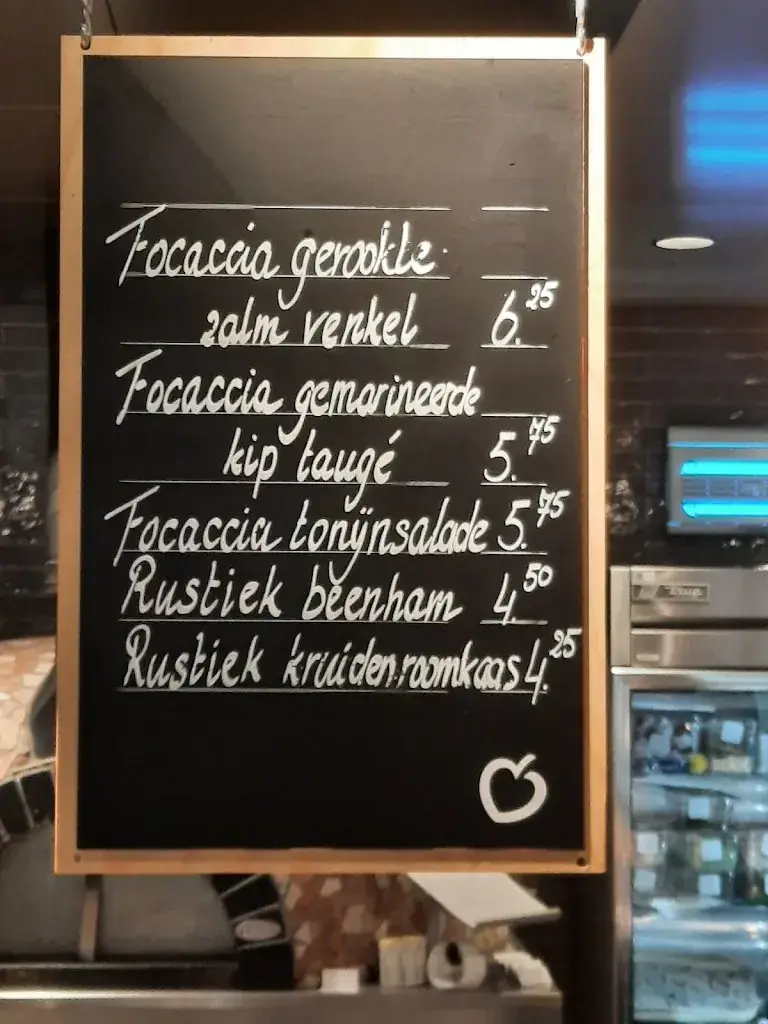 Focaccia gerookte
zalm venkel 6.25
Focaccia gemarineerde
kip taugé 5.75
Focaccia tonijnsalade 5.75
Rustiek beenham 4.50
Rustiek kruidenroomkaas 4.25